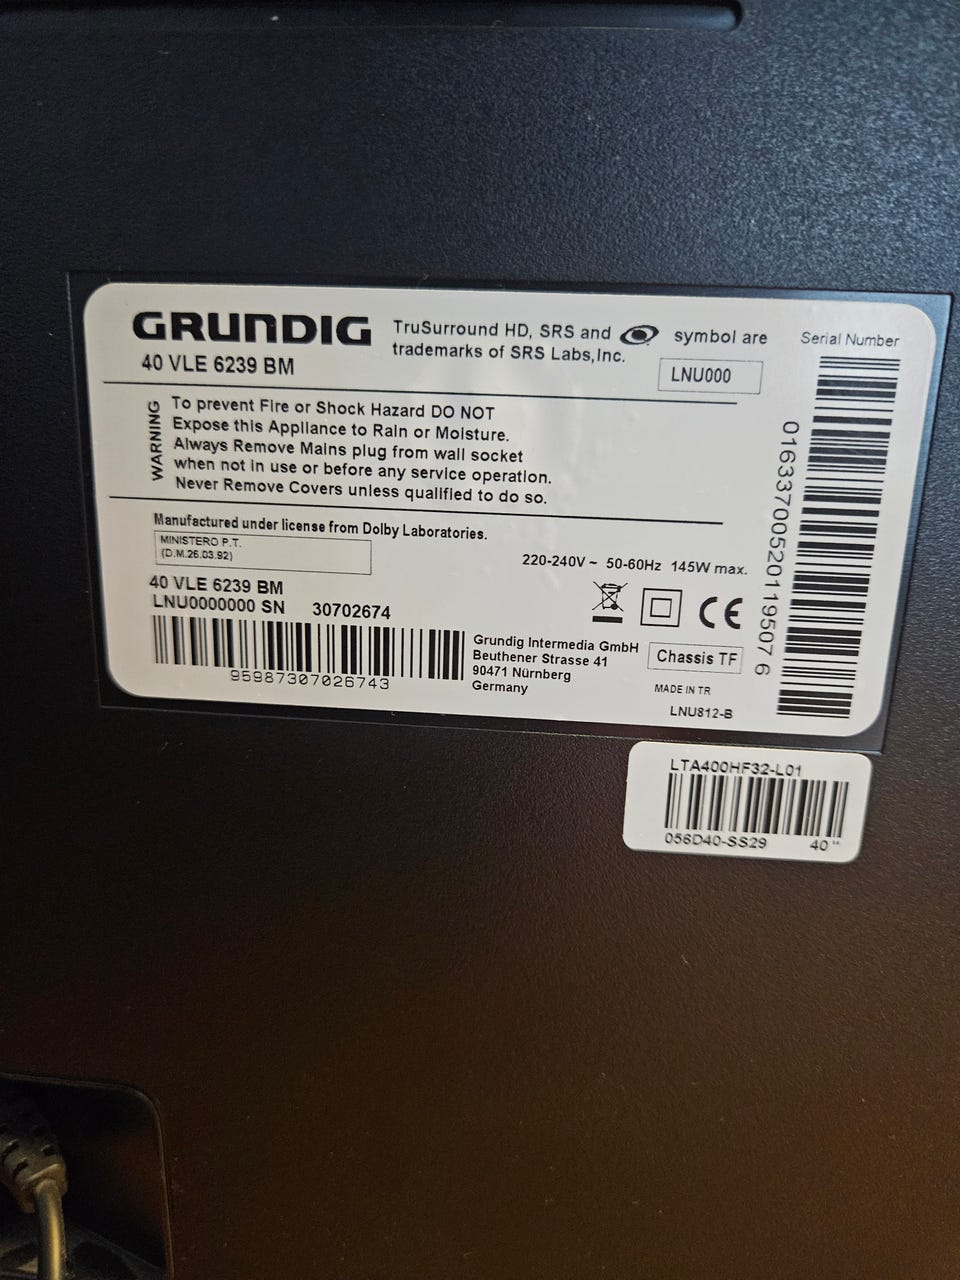 GRUNDIG
40 VLE 6239 BM
TruSurround HD, SRS and symbol are
trademarks of SRS Labs,Inc.
LNU000
Serial Number
WARNING
To prevent Fire or Shock Hazard DO NOT
Expose this Appliance to Rain or Moisture.
Always Remove Mains plug from wall socket
when not in use or before any service operation.
Never Remove Covers unless qualified to do so.
01633700520119507 6
Manufactured under license from Dolby Laboratories.
MINISTERO P.T.
(D.M.26.03.92)
220-240V ~ 50-60Hz 145W max.
40 VLE 6239 BM
LNU0000000 SN 30702674
95987307026743
CE
Grundig Intermedia GmbH
Beuthener Strasse 41
90471 Nürnberg
Germany
Chassis TF
MADE IN TR
LNU812-B
LTA400HF32-L01
056D40-SS29 40"